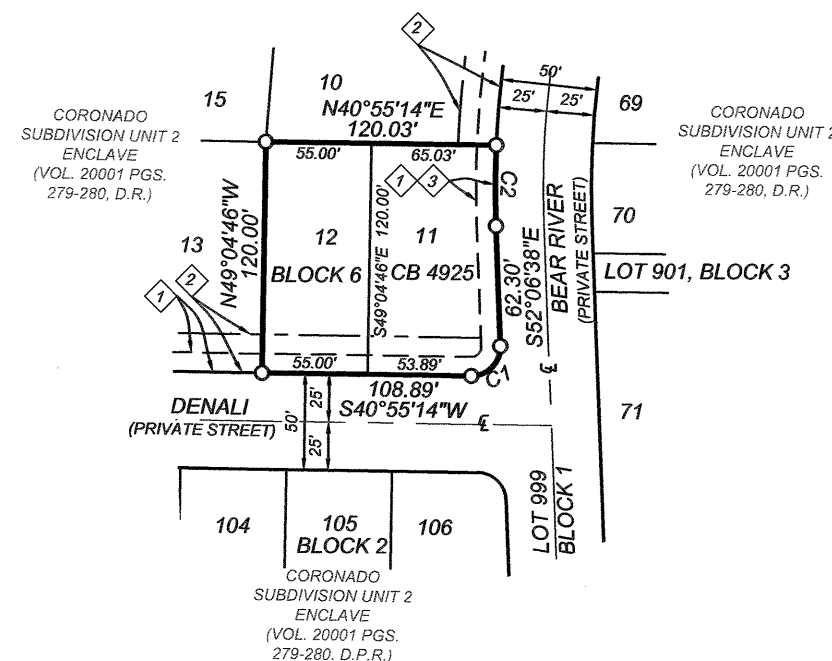 2
15
10
N40°55'14"E
120.03'
50'
25'
25'
69
CORONADO
SUBDIVISION UNIT 2
ENCLAVE
(VOL. 20001 PGS.
279-280, D.R.)
CORONADO
SUBDIVISION UNIT 2
ENCLAVE
(VOL. 20001 PGS.
279-280, D.R.)
55.00'
65.03'
1
3
C2
N49°04'46"W
120.00'
S49°04'46"E 120.00'
13
12
11
70
BLOCK 6
CB 4925
62.30'
S52°06'38"E
BEAR RIVER
(PRIVATE STREET)
LOT 901, BLOCK 3
2
1
55.00'
53.89'
C1
108.89'
S40°55'14"W
DENALI
(PRIVATE STREET)
25'
50'
25'
71
104
105
106
BLOCK 2
LOT 999
BLOCK 1
CORONADO
SUBDIVISION UNIT 2
ENCLAVE
(VOL. 20001 PGS.
279-280, D.P.R.)